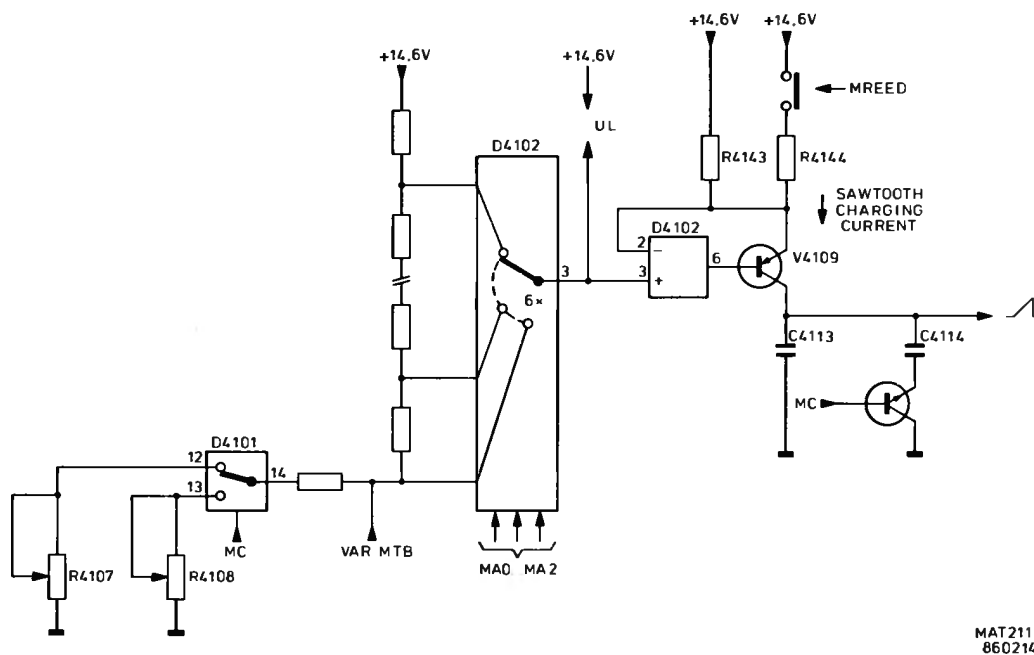 +14,6V +14,6V
+14,6V +14,6V
MREED
UL
D4102
R4143 R4144
SAWTOOTH
CHARGING
CURRENT
D4102
2 − 6 V4109
3 3 +
6×
C4113 C4114
MC
D4101
12 14
13
MC VAR MTB MA0 MA2
R4107 R4108
MAT211
860214